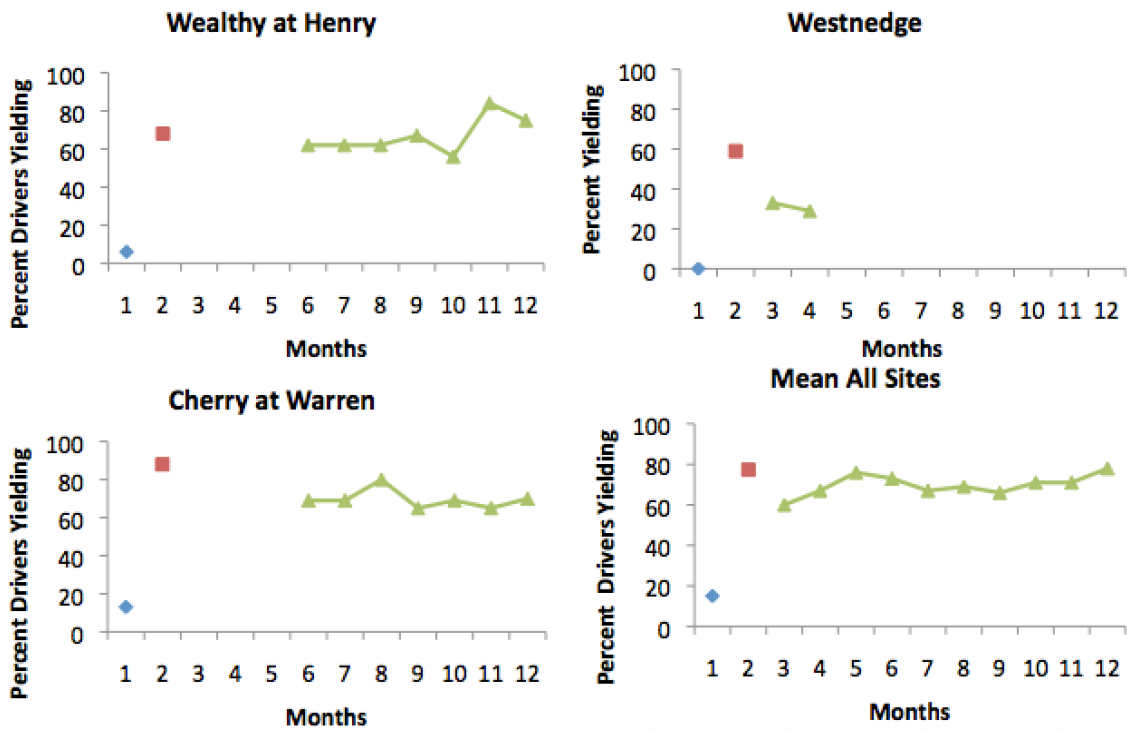 Wealthy at Henry
Percent Drivers Yielding
100
80
60
40
20
0
1 2 3 4 5 6 7 8 9 10 11 12
Months
Westnedge
Percent Yielding
100
80
60
40
20
0
1 2 3 4 5 6 7 8 9 10 11 12
Months
Cherry at Warren
Percent Drivers Yielding
100
80
60
40
20
0
1 2 3 4 5 6 7 8 9 10 11 12
Months
Mean All Sites
Percent Drivers Yielding
100
80
60
40
20
0
1 2 3 4 5 6 7 8 9 10 11 12
Months